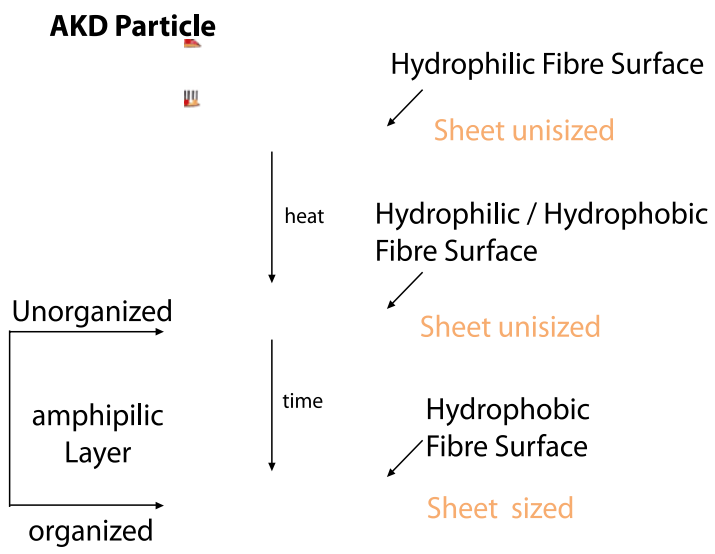 AKD Particle
Hydrophilic Fibre Surface
Sheet unisized
heat
Hydrophilic / Hydrophobic
Fibre Surface
Unorganized
Sheet unisized
time
amphipilic
Layer
Hydrophobic
Fibre Surface
Sheet sized
organized